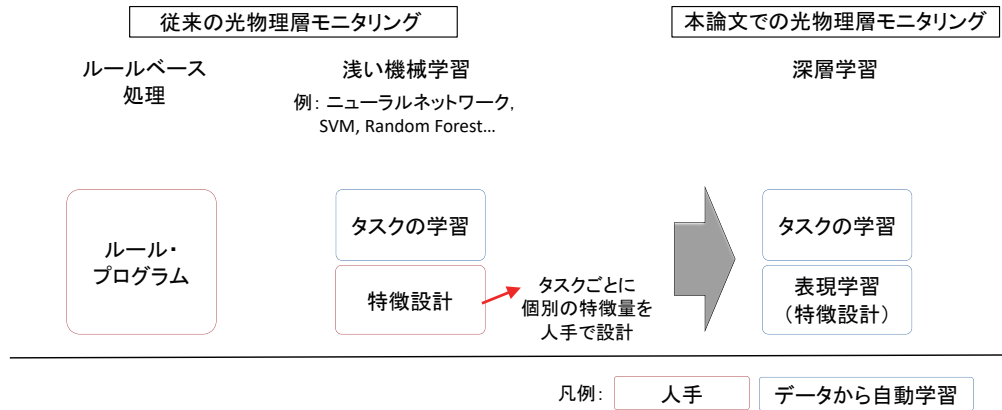 従来の光物理層モニタリング
本論文での光物理層モニタリング
ルールベース
処理
浅い機械学習
例: ニューラルネットワーク,
SVM, Random Forest…
深層学習
ルール・
プログラム
タスクの学習
特徴設計
タスクごとに
個別の特徴量を
人手で設計
タスクの学習
表現学習
（特徴設計）
凡例:
人手
データから自動学習